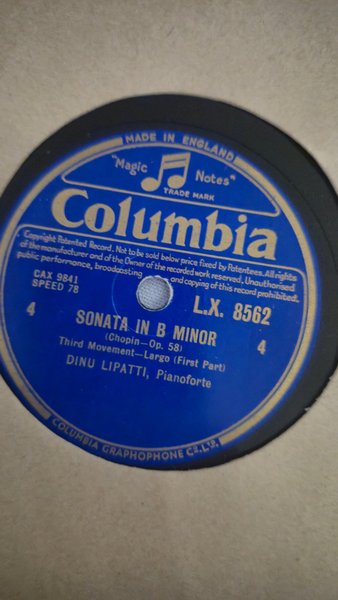 MADE IN ENGLAND
"Magic Notes"
TRADE MARK
Columbia
Copyright Patented Record. Not to be sold below price fixed by Patentees. All rights
of the manufacturer and of the Owner of the recorded work reserved. Unauthorised
public performance, broadcasting and copying of this record prohibited.
CAX 9841
SPEED 78
L.X. 8562
4
4
SONATA IN B MINOR
(Chopin—Op. 58)
Third Movement—Largo (First Part)
DINU LIPATTI, Pianoforte
COLUMBIA GRAPHOPHONE CO. LTD.